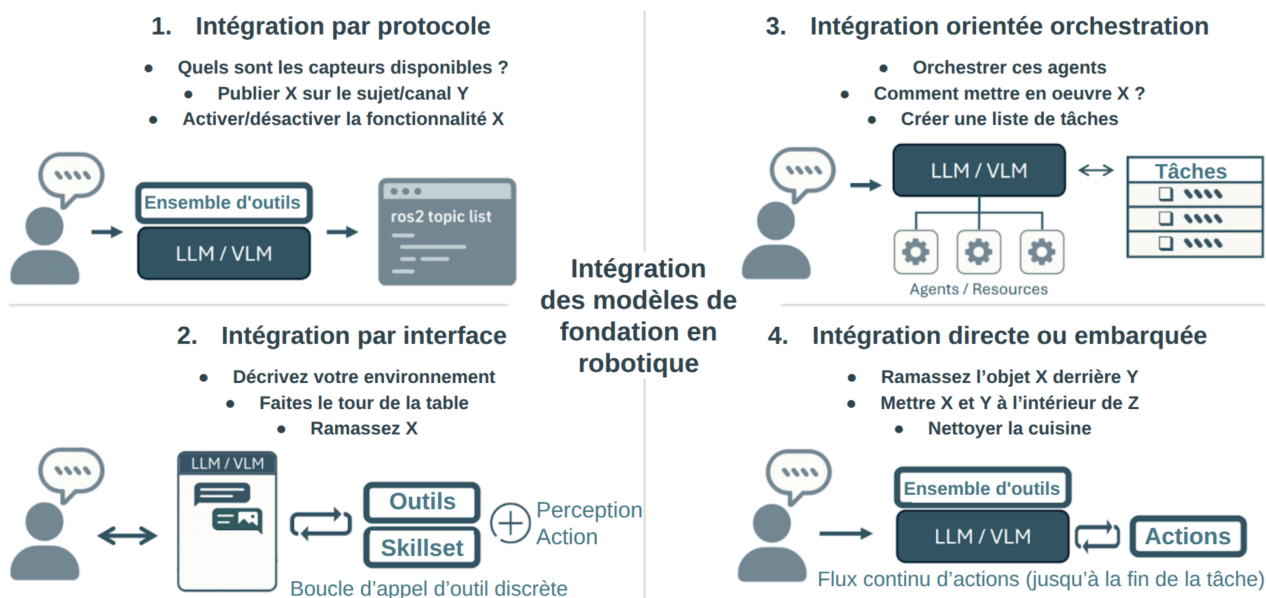 1. Intégration par protocole
● Quels sont les capteurs disponibles ?
● Publier X sur le sujet/canal Y
● Activer/désactiver la fonctionnalité X
Ensemble d'outils
LLM / VLM
ros2 topic list
3. Intégration orientée orchestration
● Orchestrer ces agents
● Comment mettre en oeuvre X ?
● Créer une liste de tâches
LLM / VLM
Tâches
Agents / Resources
Intégration
des modèles de
fondation en
robotique
2. Intégration par interface
● Décrivez votre environnement
● Faites le tour de la table
● Ramassez X
LLM / VLM
Outils
Skillset
Perception
Action
Boucle d'appel d'outil discrète
4. Intégration directe ou embarquée
● Ramassez l'objet X derrière Y
● Mettre X et Y à l'intérieur de Z
● Nettoyer la cuisine
Ensemble d'outils
LLM / VLM
Actions
Flux continu d'actions (jusqu'à la fin de la tâche)